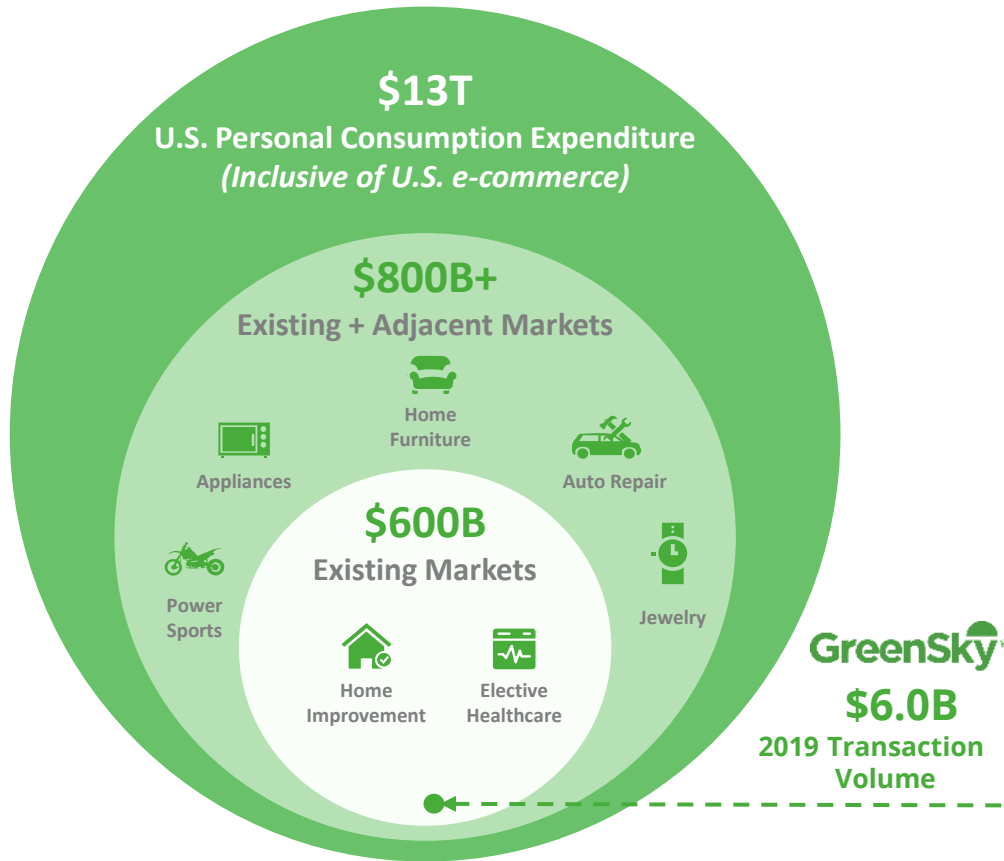 $13T
U.S. Personal Consumption Expenditure
(Inclusive of U.S. e-commerce)
$800B+
Existing + Adjacent Markets
Home
Furniture
Appliances
Auto Repair
$600B
Existing Markets
Power
Sports
Jewelry
Home
Improvement
Elective
Healthcare
GreenSky
$6.0B
2019 Transaction
Volume